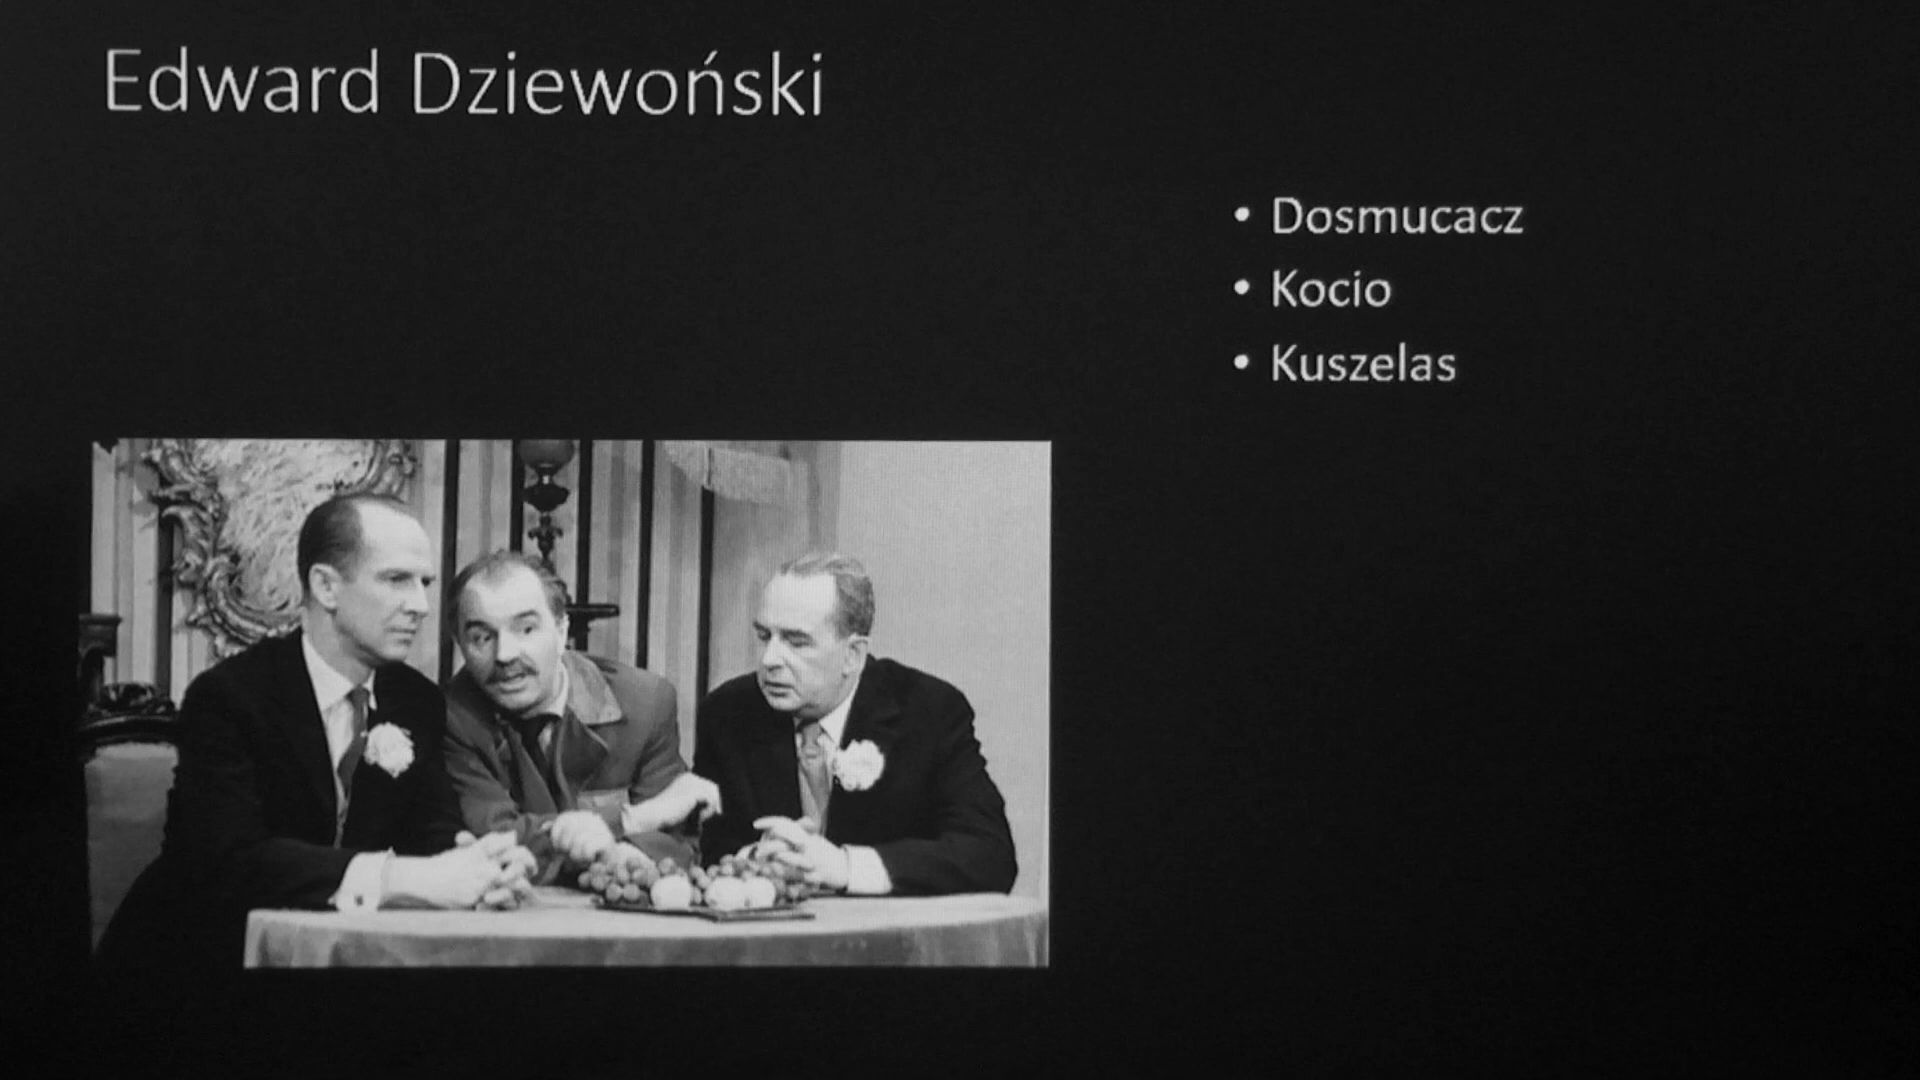 Edward Dziewoński
• Dosmucacz
• Kocio
• Kuszelas